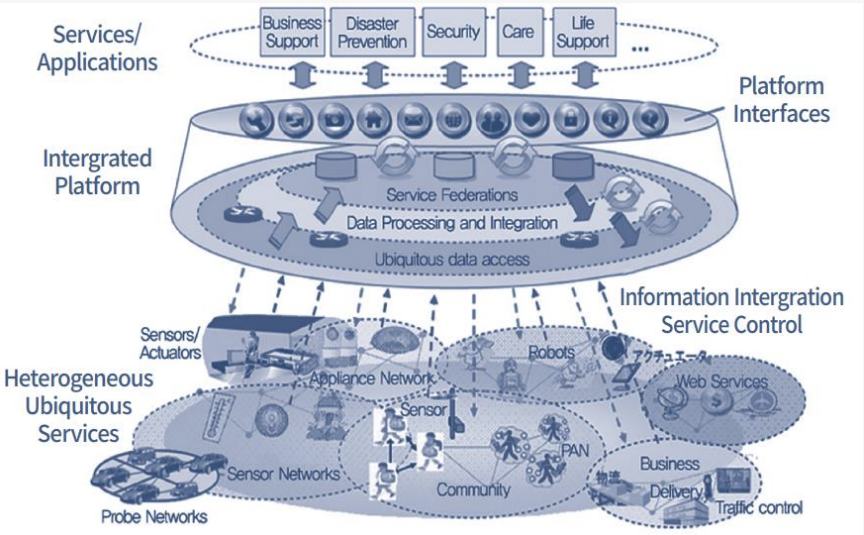 Services/
Applications
Business
Support
Disaster
Prevention
Security
Care
Life
Support
...
Platform
Interfaces
Intergrated
Platform
Service Federations
Data Processing and Integration
Ubiquitous data access
Information Intergration
Service Control
Sensors/
Actuators
Appliance Network
Robots
アクチュエータ
Web Services
Heterogeneous
Ubiquitous
Services
Sensor
Sensor Networks
PAN
Community
Business
物流
Delivery
Traffic control
Probe Networks